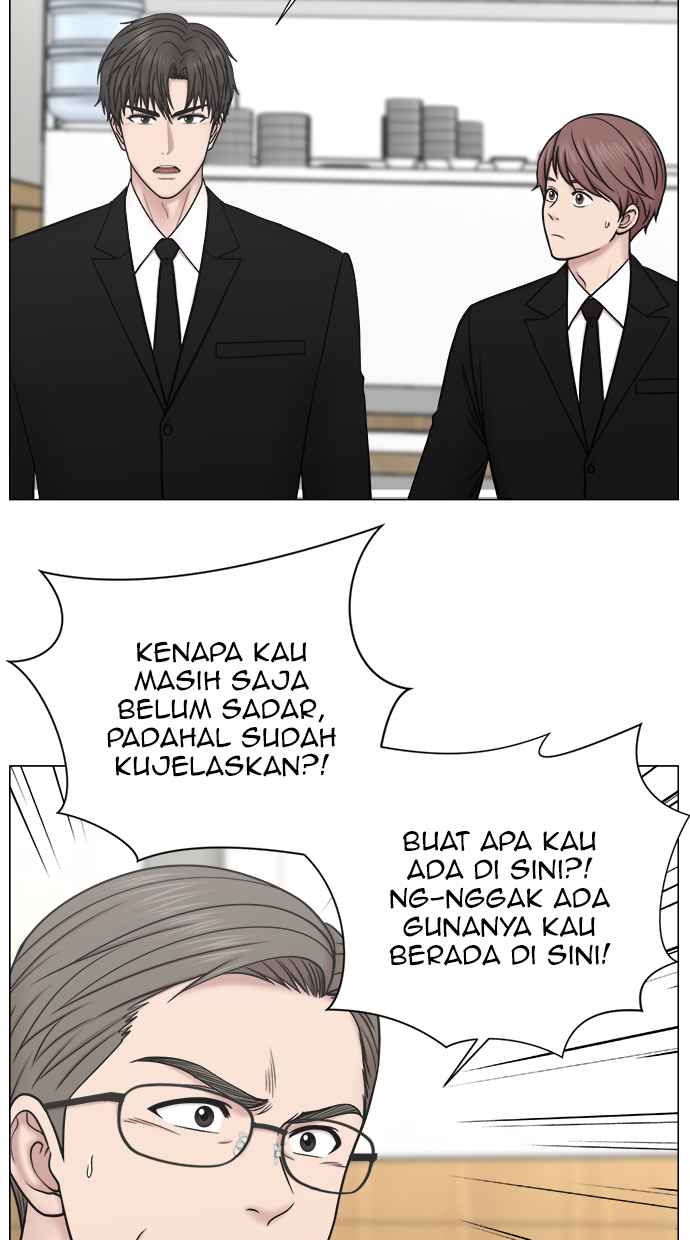 KENAPA KAU
MASIH SAJA
BELUM SADAR,
PADAHAL SUDAH
KUJELASKAN?!
BUAT APA KAU
ADA DI SINI?!
NG-NGGAK ADA
GUNANYA KAU
BERADA DI SINI!